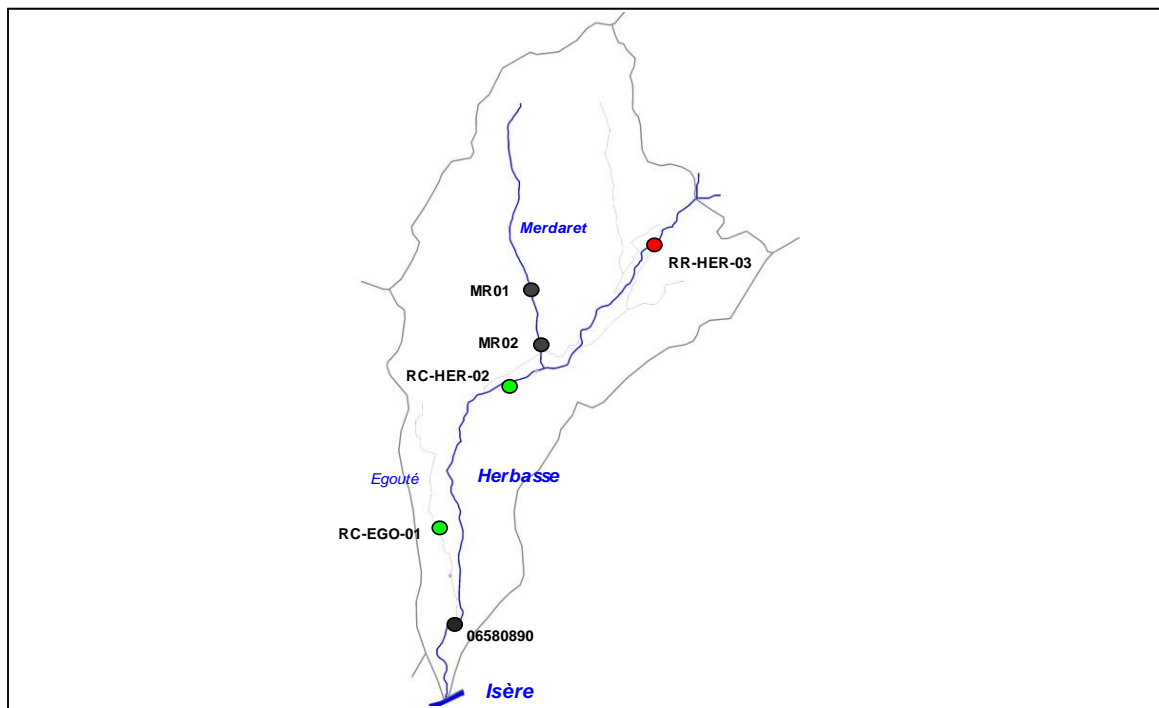 Merdaret
RR-HER-03
MR01
MR02
RC-HER-02
Egouté
Herbasse
RC-EGO-01
06580890
Isère